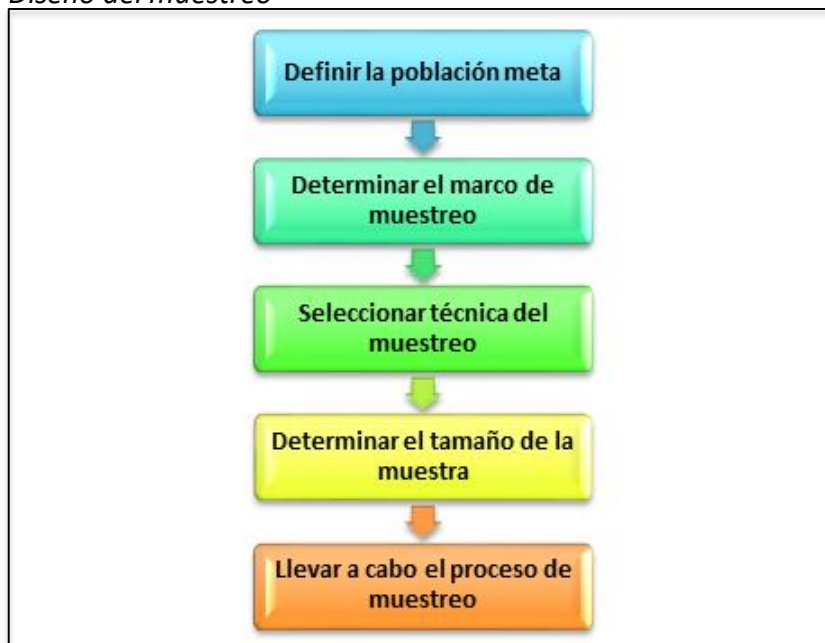 Diseño del muestreo
Definir la población meta
Determinar el marco de
muestreo
Seleccionar técnica del
muestreo
Determinar el tamaño de la
muestra
Llevar a cabo el proceso de
muestreo